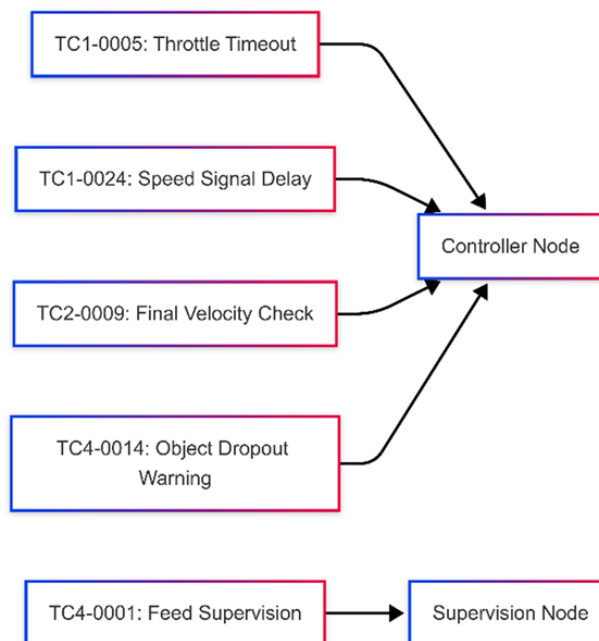 TC1-0005: Throttle Timeout
TC1-0024: Speed Signal Delay
Controller Node
TC2-0009: Final Velocity Check
TC4-0014: Object Dropout
Warning
TC4-0001: Feed Supervision
Supervision Node